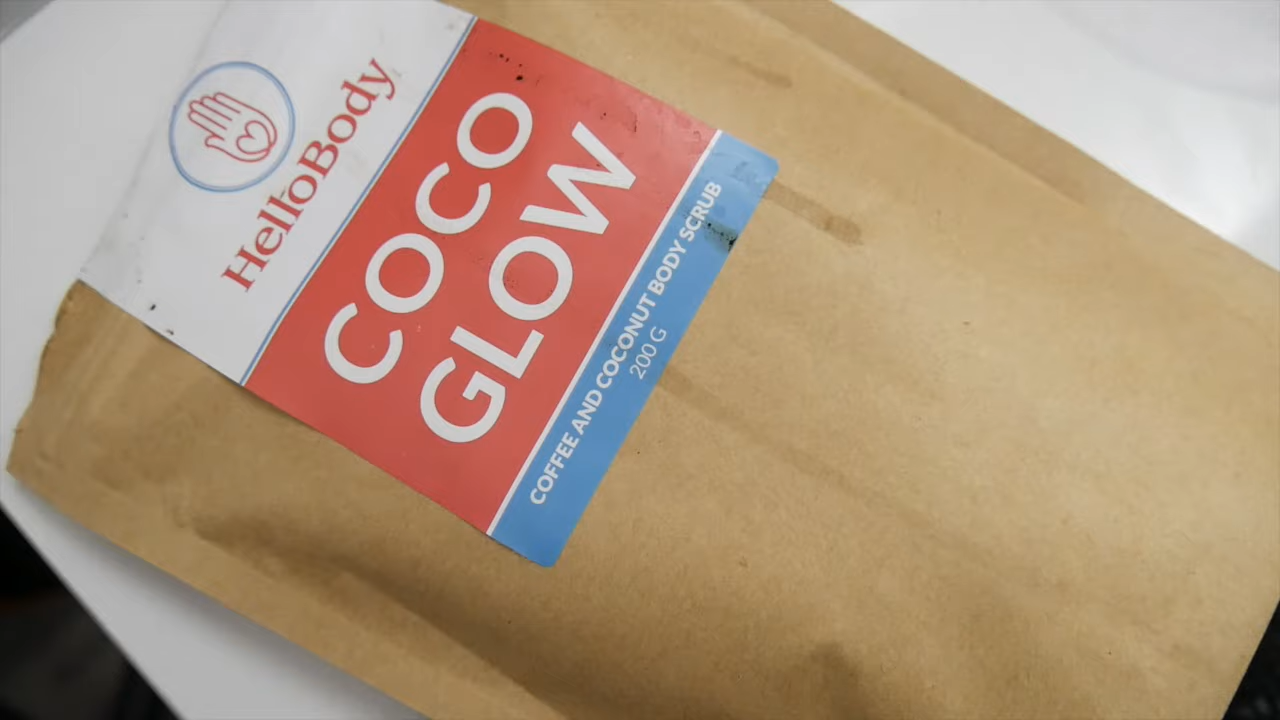 HelloBody
COCO
GLOW
COFFEE AND COCONUT BODY SCRUB
200 G